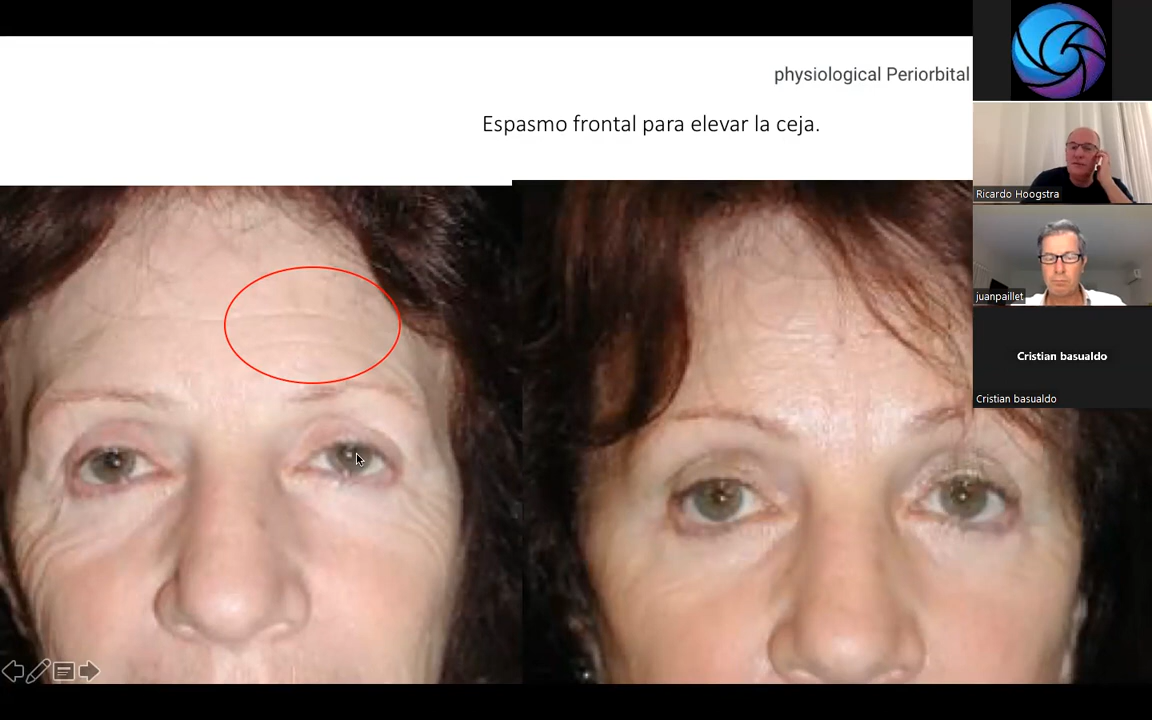 physiological Periorbital
Espasmo frontal para elevar la ceja.
Ricardo Hoogstra
juanpaillet
Cristian basualdo
Cristian basualdo